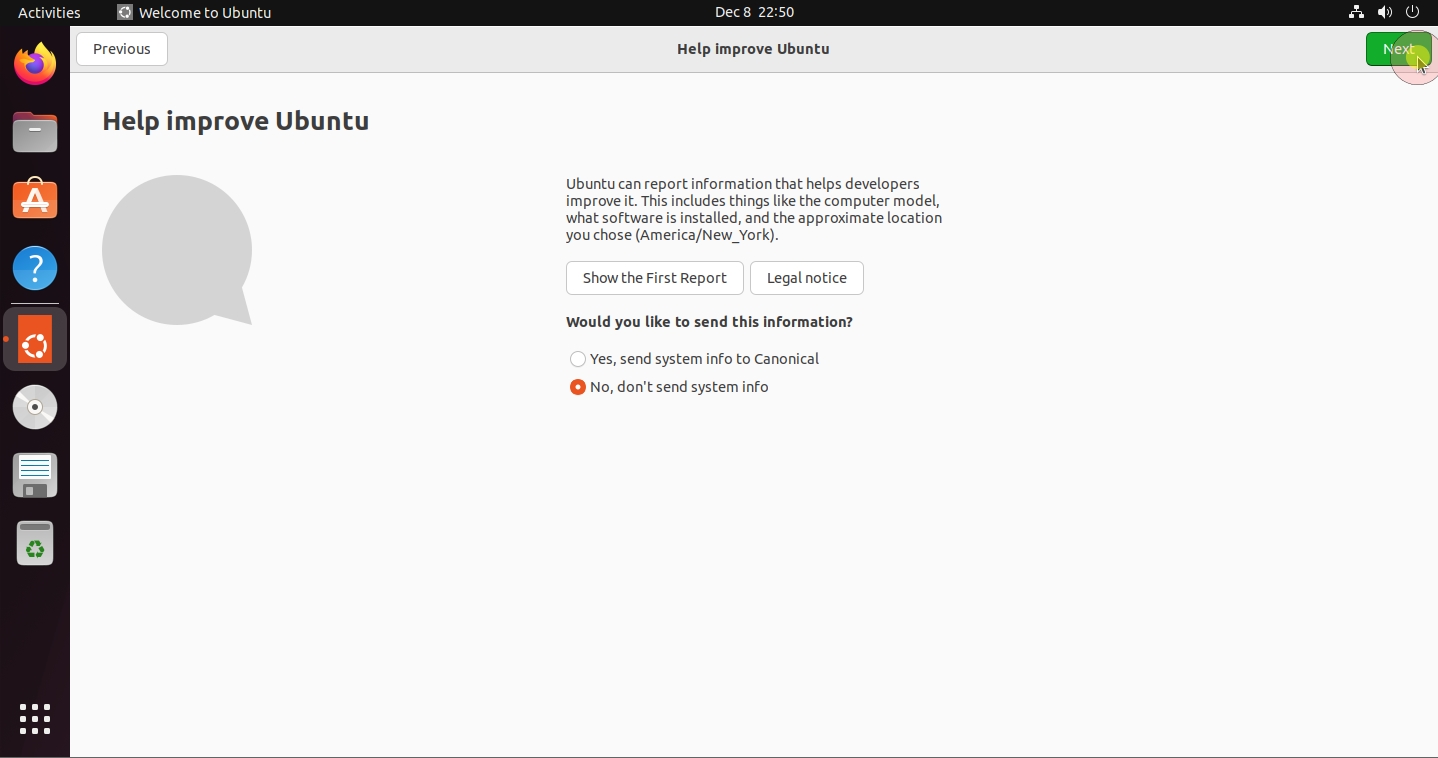 Activities
Welcome to Ubuntu
Dec 8 22:50
Previous
Help improve Ubuntu
Next
Help improve Ubuntu
Ubuntu can report information that helps developers
improve it. This includes things like the computer model,
what software is installed, and the approximate location
you chose (America/New_York).
Show the First Report
Legal notice
Would you like to send this information?
Yes, send system info to Canonical
No, don't send system info